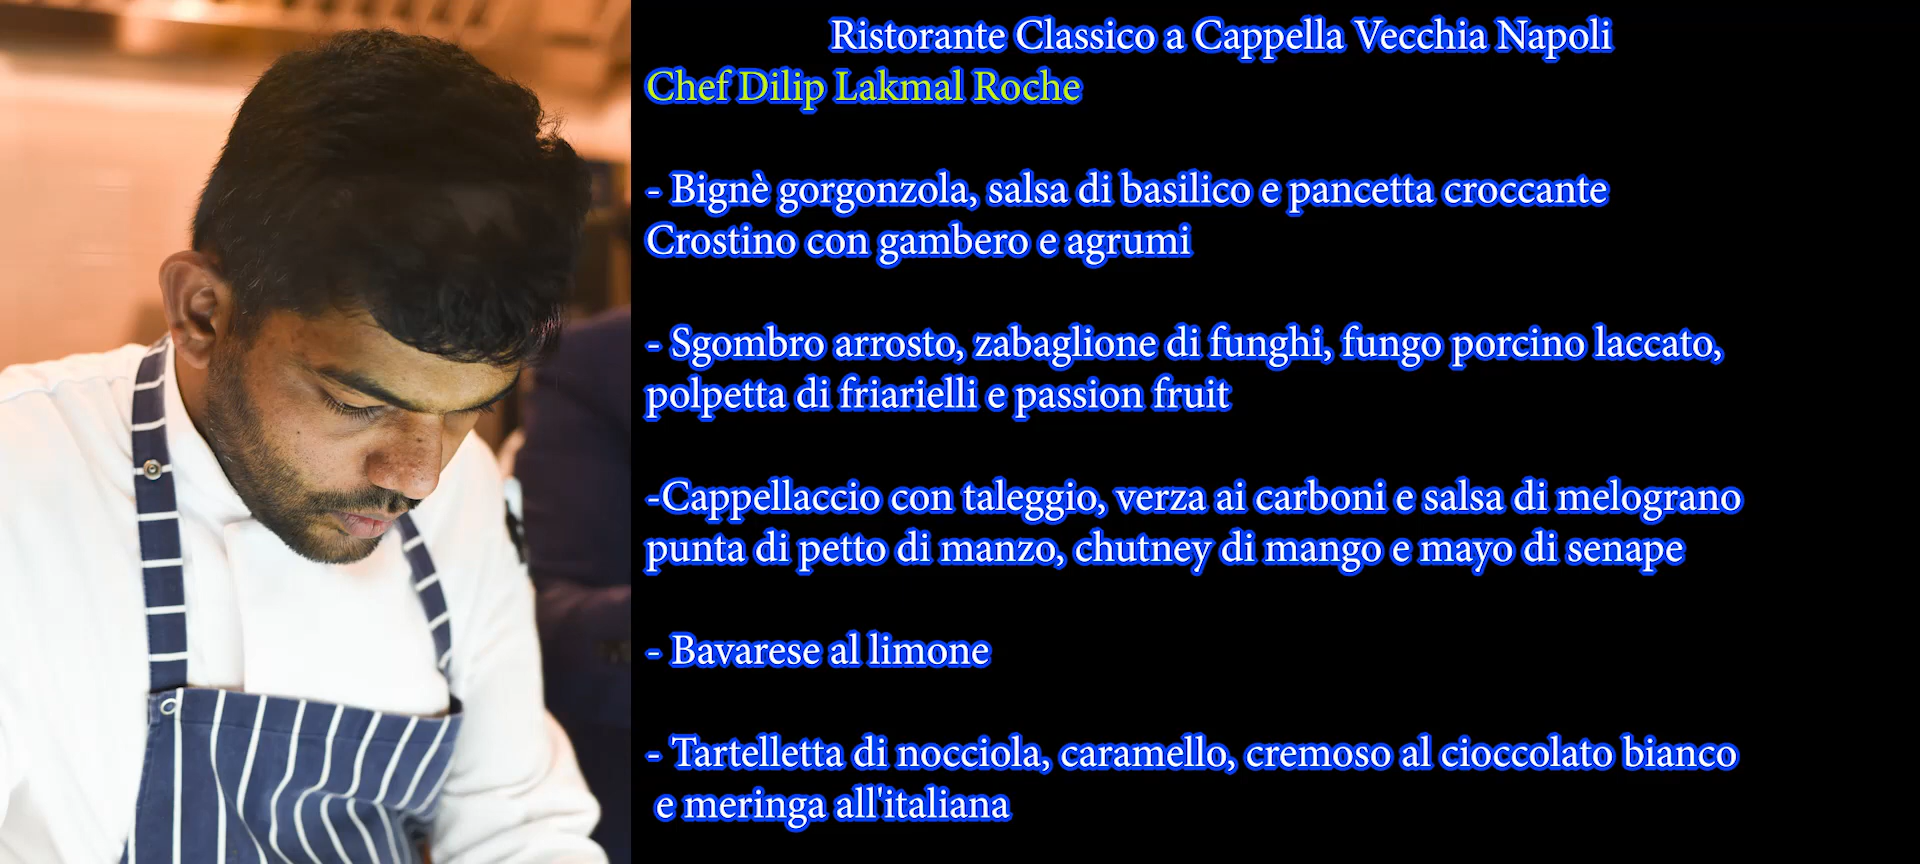 Ristorante Classico a Cappella Vecchia Napoli
Chef Dilip Lakmal Roche
- Bignè gorgonzola, salsa di basilico e pancetta croccante
Crostino con gambero e agrumi
- Sgombro arrosto, zabaglione di funghi, fungo porcino laccato,
polpetta di friarielli e passion fruit
-Cappellaccio con taleggio, verza ai carboni e salsa di melograno
punta di petto di manzo, chutney di mango e mayo di senape
- Bavarese al limone
- Tartelletta di nocciola, caramello, cremoso al cioccolato bianco
e meringa all'italiana